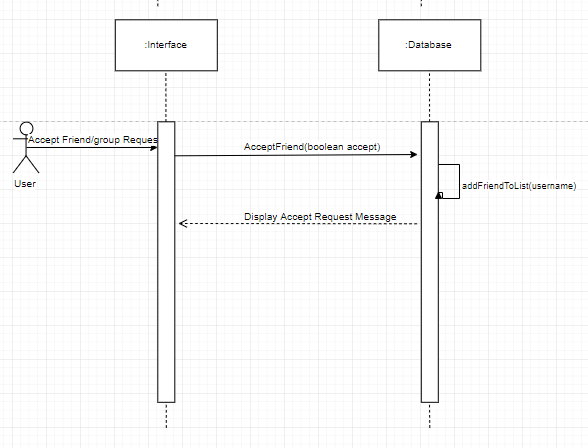 :Interface
:Database
Accept Friend/group Reques
AcceptFriend(boolean accept)
User
addFriendToList(username)
Display Accept Request Message